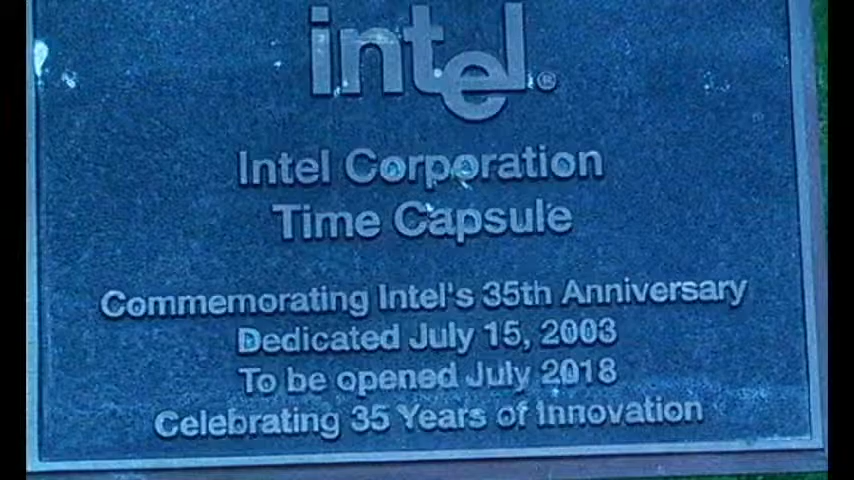 intel®
Intel Corporation
Time Capsule
Commemorating Intel's 35th Anniversary
Dedicated July 15, 2003
To be opened July 2018
Celebrating 35 Years of Innovation